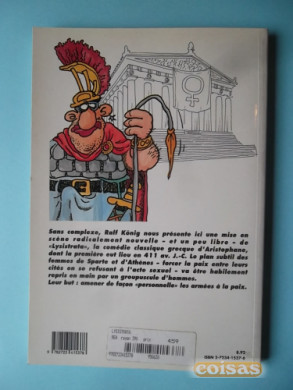 Sans complexe, Ralf König nous présente ici une mise en
scène radicalement nouvelle - et un peu libre - de
«Lysistrata», la comédie classique grecque d'Aristophane,
dont la première eut lieu en 411 av. J.-C. Le plan subtil des
femmes de Sparte et d'Athènes - forcer la paix entre leurs
cités en se refusant à l'acte sexuel - va être habilement
repris en main par un groupuscule d'hommes.
Leur but : amener de façon «personnelle» les armées à la paix.
LYSISTRATA
coisas